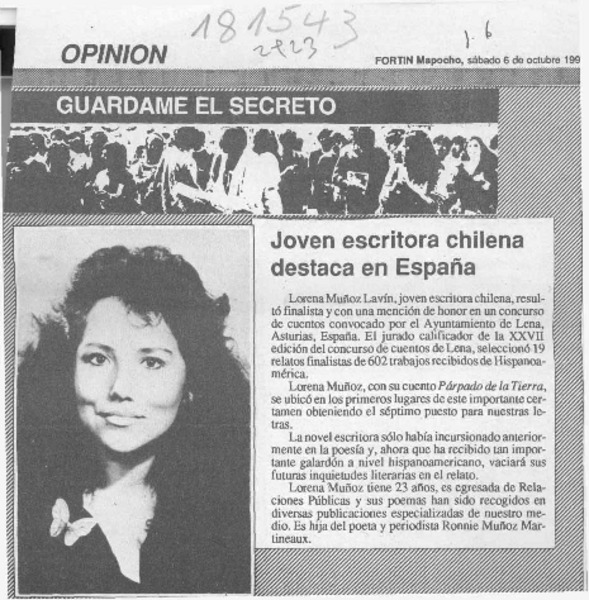 181543
2923
J. 6
OPINION
FORTIN Mapocho, sábado 6 de octubre 199
GUARDAME EL SECRETO
Joven escritora chilena
destaca en España
Lorena Muñoz Lavín, joven escritora chilena, resul-
tó finalista y con una mención de honor en un concurso
de cuentos convocado por el Ayuntamiento de Lena,
Asturias, España. El jurado calificador de la XXVII
edición del concurso de cuentos de Lena, seleccionó 19
relatos finalistas de 602 trabajos recibidos de Hispanoa-
mérica.
Lorena Muñoz, con su cuento Párpado de la Tierra,
se ubicó en los primeros lugares de este importante cer-
tamen obteniendo el séptimo puesto para nuestras le-
tras.
La novel escritora sólo había incursionado anterior-
mente en la poesía y, ahora que ha recibido tan impor-
tante galardón a nivel hispanoamericano, vaciará sus
futuras inquietudes literarias en el relato.
Lorena Muñoz tiene 23 años, es egresada de Rela-
ciones Públicas y sus poemas han sido recogidos en
diversas publicaciones especializadas de nuestro me-
dio. Es hija del poeta y periodista Ronnie Muñoz Mar-
tineaux.